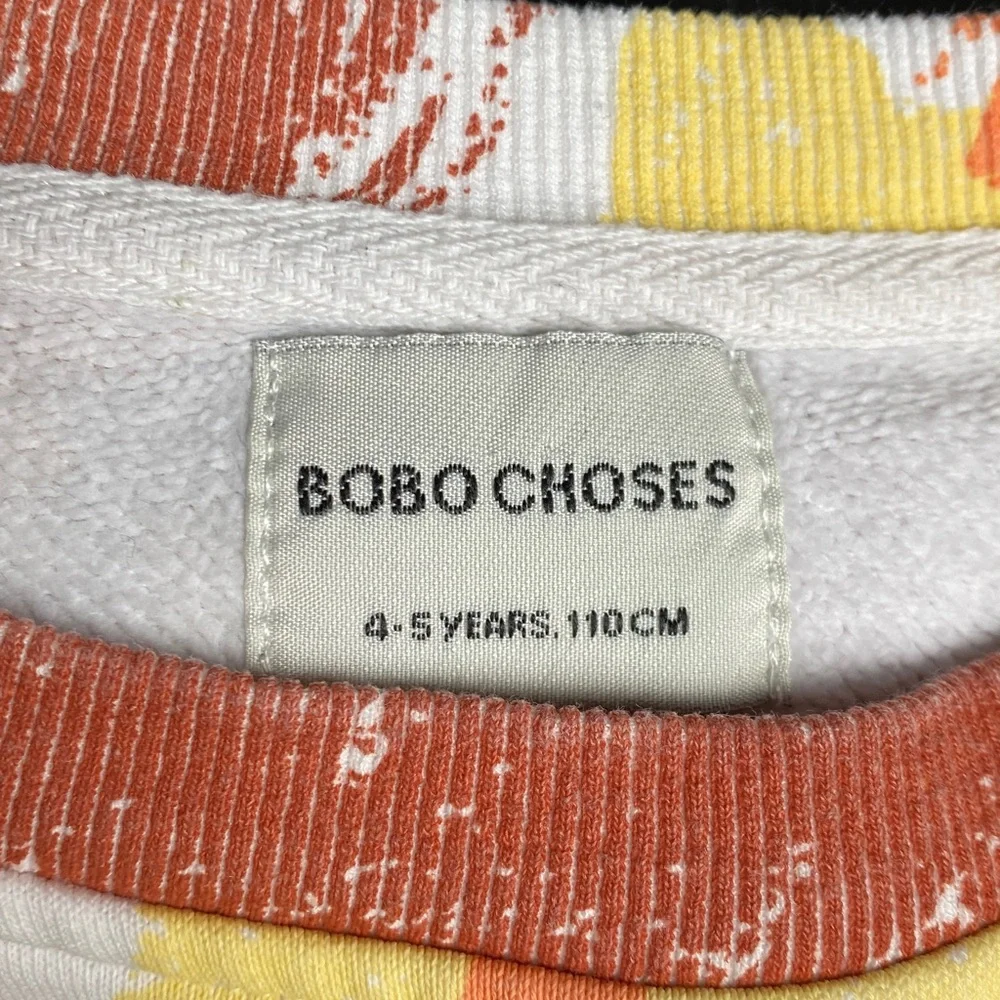 BOBO CHOSES
4-5 YEARS. 110 CM